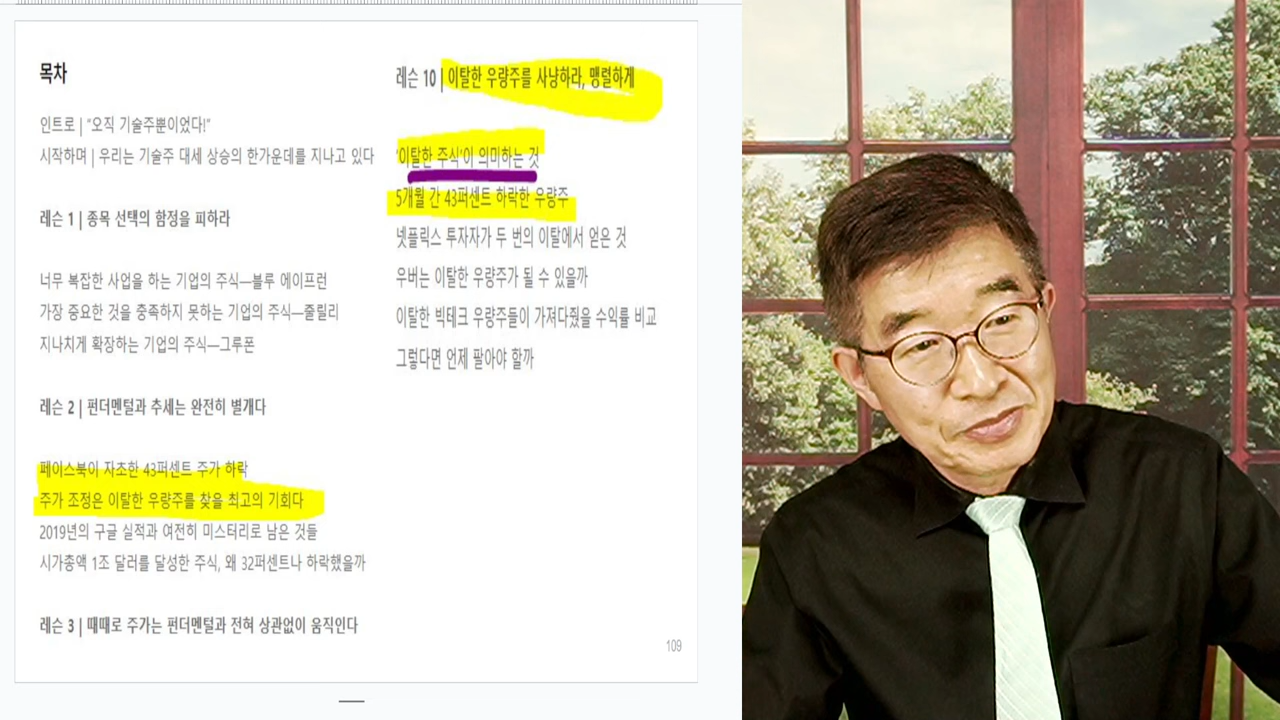 목차
인트로 | "오직 기술주뿐이었다!"
시작하며 | 우리는 기술주 대세 상승의 한가운데를 지나고 있다
레슨 1 | 종목 선택의 함정을 피하라
너무 복잡한 사업을 하는 기업의 주식—블루 에이프런
가장 중요한 것을 충족하지 못하는 기업의 주식—줄릴리
지나치게 확장하는 기업의 주식—그루폰
레슨 2 | 펀더멘털과 추세는 완전히 별개다
페이스북이 자초한 43퍼센트 주가 하락
주가 조정은 이탈한 우량주를 찾을 최고의 기회다
2019년의 구글 실적과 여전히 미스터리로 남은 것들
시가총액 1조 달러를 달성한 주식, 왜 32퍼센트나 하락했을까
레슨 3 | 때때로 주가는 펀더멘털과 전혀 상관없이 움직인다
레슨 10 | 이탈한 우량주를 사냥하라, 맹렬하게
'이탈한 주식'이 의미하는 것
5개월 간 43퍼센트 하락한 우량주
넷플릭스 투자자가 두 번의 이탈에서 얻은 것
우버는 이탈한 우량주가 될 수 있을까
이탈한 빅테크 우량주들이 가져다줬을 수익률 비교
그렇다면 언제 팔아야 할까
109